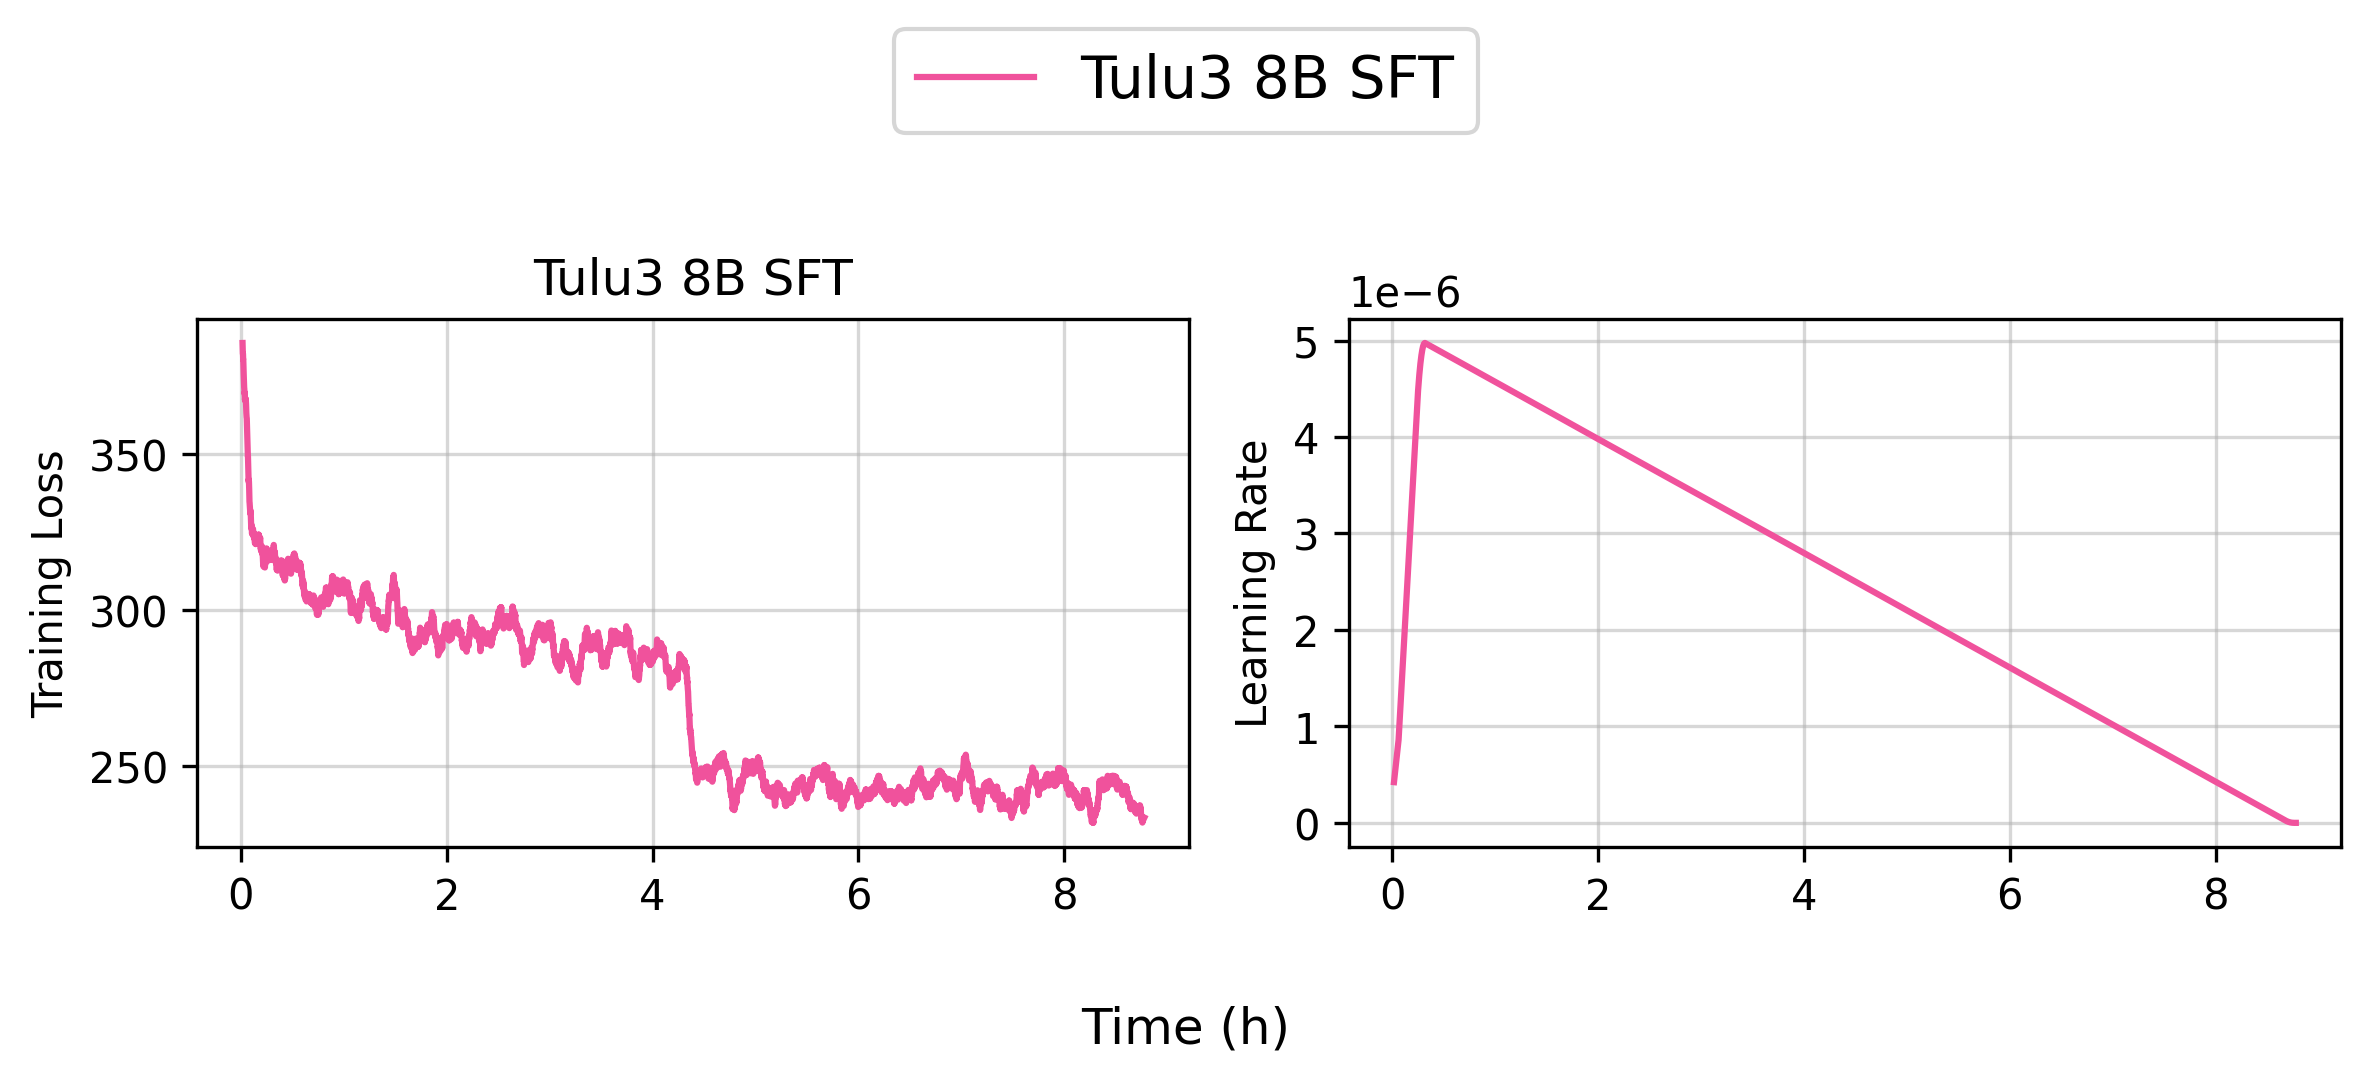 Tulu3 8B SFT
Tulu3 8B SFT
Training Loss
350
300
250
0 2 4 6 8
1e−6
Learning Rate
5
4
3
2
1
0
0 2 4 6 8
Time (h)